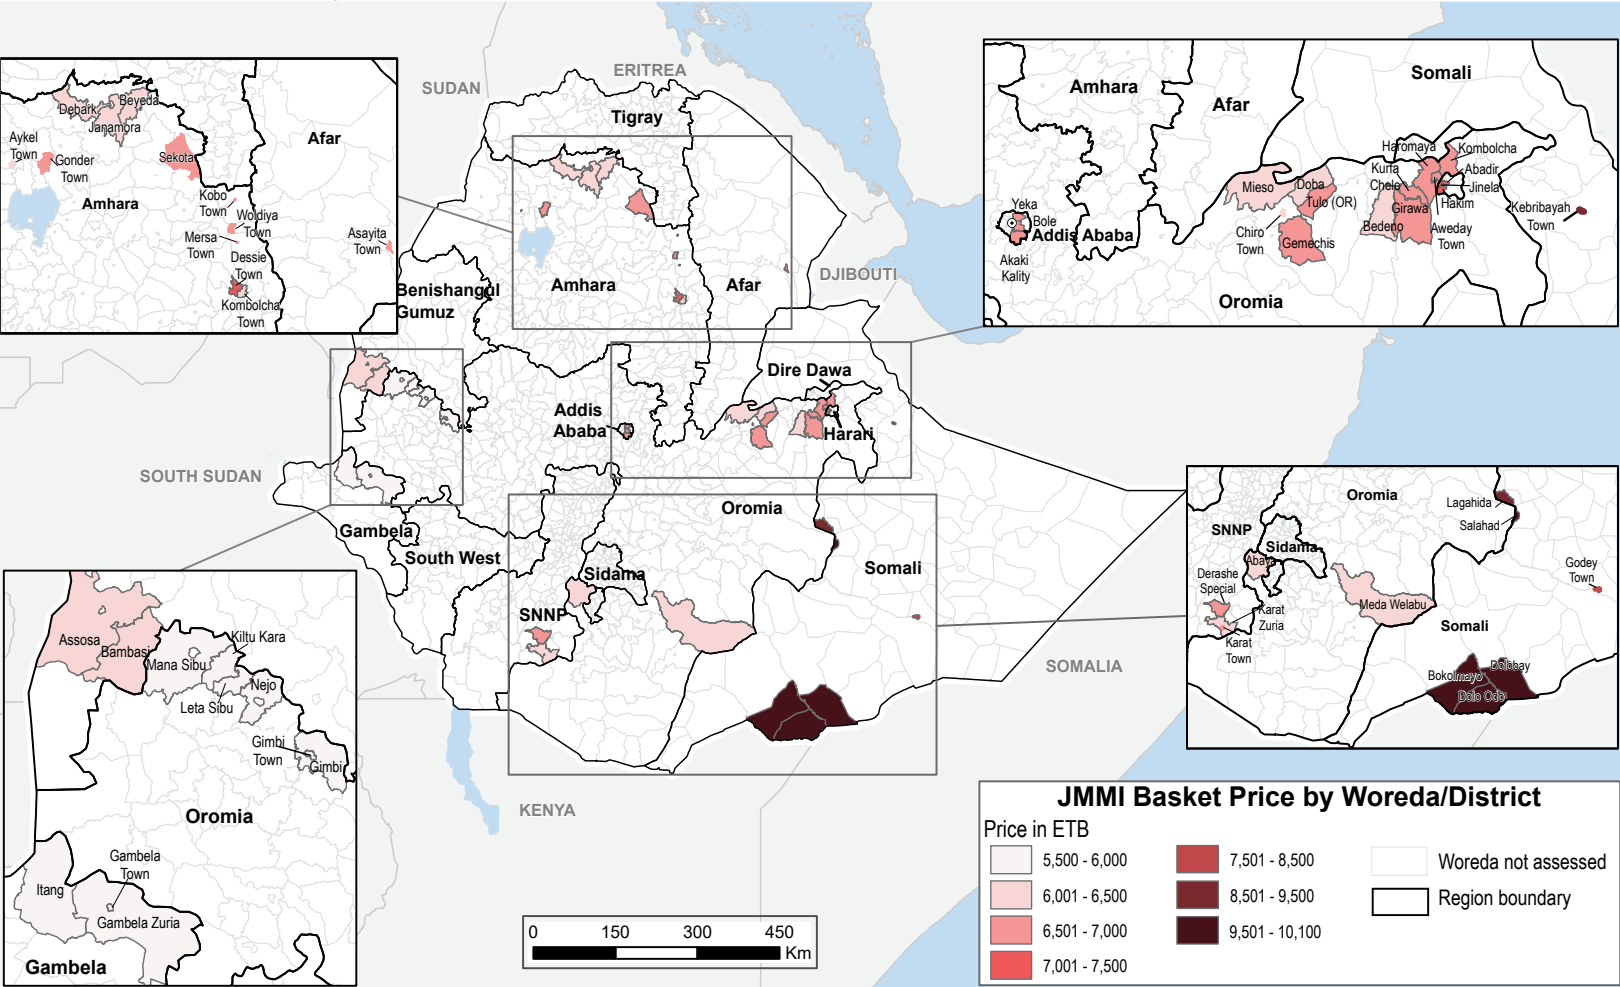 SUDAN
ERITREA
Tigray
Amhara
Afar
DJIBOUTI
Benishangul
Gumuz
Dire Dawa
Addis
Ababa
Harari
SOUTH SUDAN
Oromia
Gambela
South West
Somali
Sidama
SNNP
SOMALIA
KENYA
Debark
Beyeda
Janamora
Aykel
Town
Gonder
Town
Sekota
Afar
Amhara
Kobo
Town
Woldiya
Town
Mersa
Town
Asayita
Town
Dessie
Town
Kombolcha
Town
Amhara
Afar
Somali
Haromaya
Kombolcha
Kurfa
Chele
Abadir
Jinela
Hakim
Mieso
Doba
Tulo (OR)
Girawa
Kebribayah
Town
Yeka
Bole
Addis Ababa
Akaki
Kality
Chiro
Town
Gemechis
Bedeno
Aweday
Town
Oromia
Oromia
Lagahida
Salahad
SNNP
Sidama
Abaya
Derashe
Special
Godey
Town
Meda Welabu
Karat
Zuria
Karat
Town
Somali
Bokolmayo
Dolobay
Dolo Odo
Assosa
Bambasi
Mana Sibu
Kiltu Kara
Leta Sibu
Nejo
Gimbi
Town
Gimbi
Oromia
Gambela
Town
Itang
Gambela Zuria
Gambela
0 150 300 450
Km
JMMI Basket Price by Woreda/District
Price in ETB
5,500 - 6,000
6,001 - 6,500
6,501 - 7,000
7,001 - 7,500
7,501 - 8,500
8,501 - 9,500
9,501 - 10,100
Woreda not assessed
Region boundary